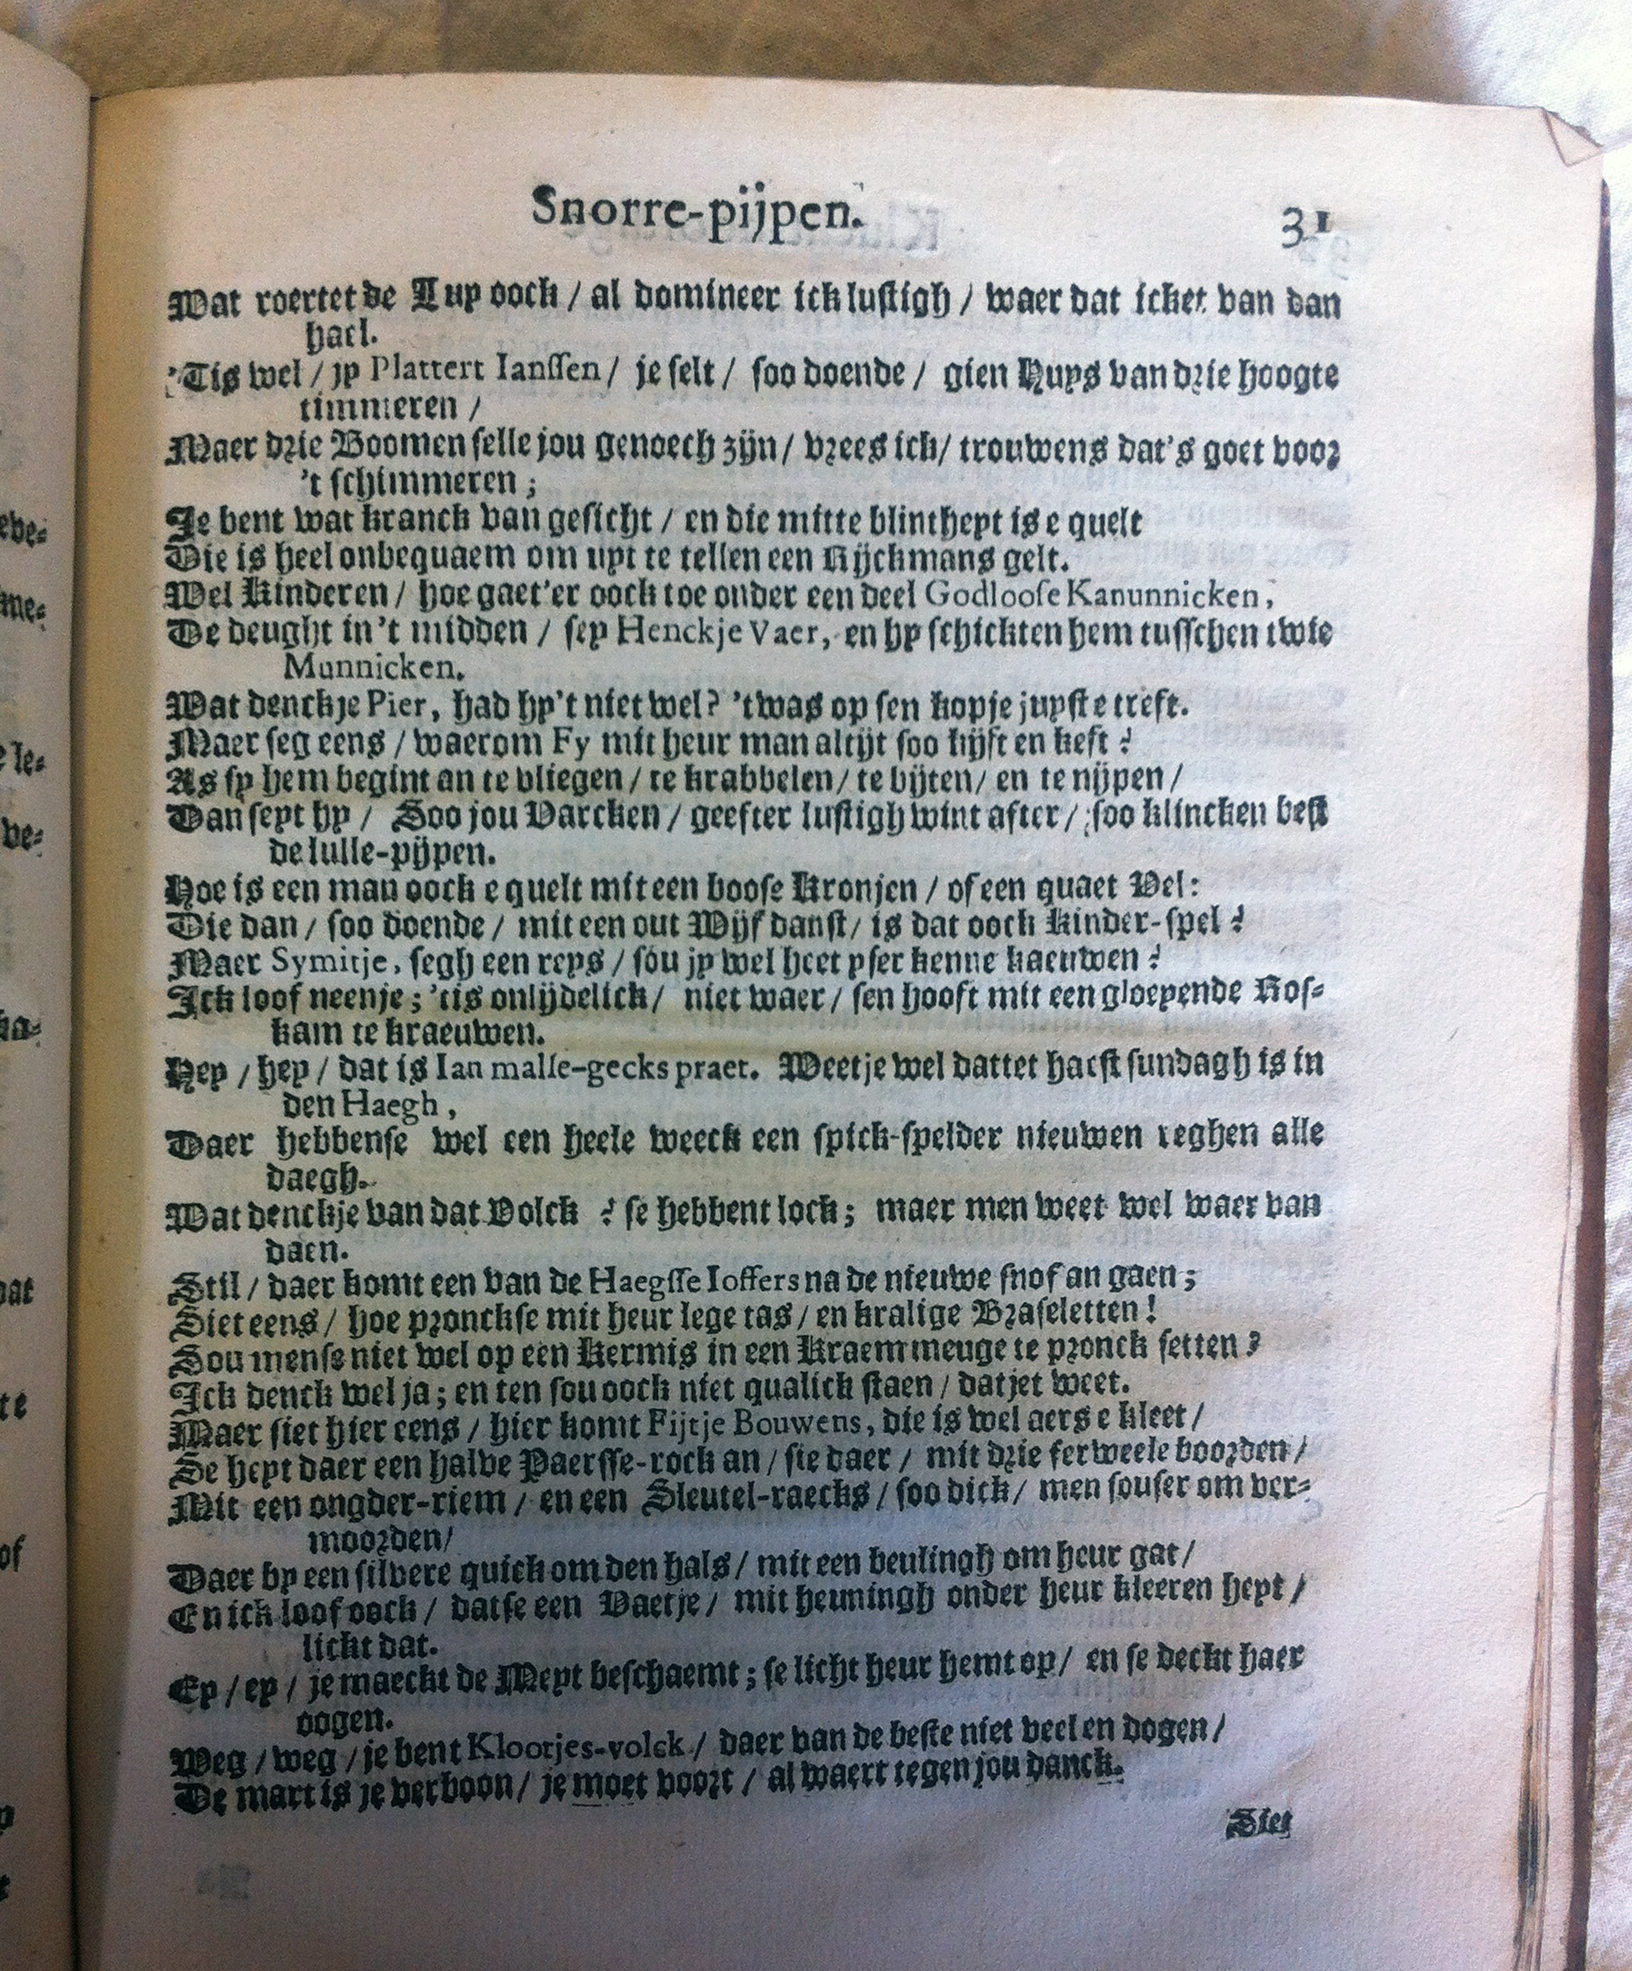 Snorre-pijpen. 31
Wat roertet de Luy oock / al domineer ick lustigh / waer dat icket van dan
hael.
'Tis wel / jy Plattert Ianssen / je selt / soo doende / gien Huys van drie hoogte
timmeren /
Maer drie Boomen selle jou genoech zijn / vrees ick / trouwens dat's goet voor
't schimmeren ;
Je bent wat kranck van gesicht / en die mitte blintheyt is e quelt
Die is heel onbequaem om uyt te tellen een Rijckmans gelt.
Wel Kinderen / hoe gaet'er oock toe onder een deel Godloose Kanunnicken,
De deught in 't midden / sey Henckje Vaer, en hy schickten hem tusschen twie
Munnicken.
Wat denckje Pier, had hy't niet wel? 'twas op sen kopje juyst e treft.
Maer seg eens / waerom Fy mit heur man altijt soo kijft en keft ?
As sy hem begint an te vliegen / te krabbelen / te bijten / en te nijpen /
Dan seyt hy / Soo jou Varcken / geefter lustigh wint after / soo klincken best
de lulle-pijpen.
Hoe is een man oock e quelt mit een boose Kronjen / of een quaet Vel:
Die dan / soo doende / mit een out Wijf danst / is dat oock kinder-spel ?
Maer Symitje, segh een reys / sou jy wel heet yser kenne kaeuwen ?
Ick loof neenje ; 'tis onlijdelick / niet waer / sen hooft mit een gloeyende Ros-
kam te kraeuwen.
Hey / hey / dat is Ian malle-gecks praet. Weetje wel dattet haest sundagh is in
den Haegh,
Daer hebbense wel een heele weeck een spick-spelder nieuwen teghen alle
daegh.
Wat denckje van dat Volck ? se hebbent lock ; maer men weet wel waer van
daen.
Stil / daer komt een van de Haegsse Ioffers na de nieuwe snof an gaen ;
Siet eens / hoe pronckse mit heur lege tas / en kralige Braseletten !
Sou mense niet wel op een Kermis in een Kraem meuge te pronck setten ?
Ick denck wel ja ; en ten sou oock niet qualick staen / dat jet weet.
Maer siet hier eens / hier komt Fijtje Bouwens, die is wel aers e kleet /
Se heyt daer een halve Paersse-rock an / sie daer / mit drie ferweele boorden /
Mit een ongder-riem / en een Sleutel-raecks / soo dick / men souser om ver-
moorden /
Daer by een silvere quick om den hals / mit een beulingh om heur gat /
En ick loof oock / datse een Vaetje / mit heuningh onder heur kleeren heyt /
lickt dat.
Ey / ey / je maeckt de Meyt beschaemt ; se licht heur hemt op / en se deckt haer
oogen.
Weg / weg / je bent Klootjes-volck / daer van de beste niet veel en dogen /
De mart is je verboon / je moet voort / al waert tegen jou danck.
Siet